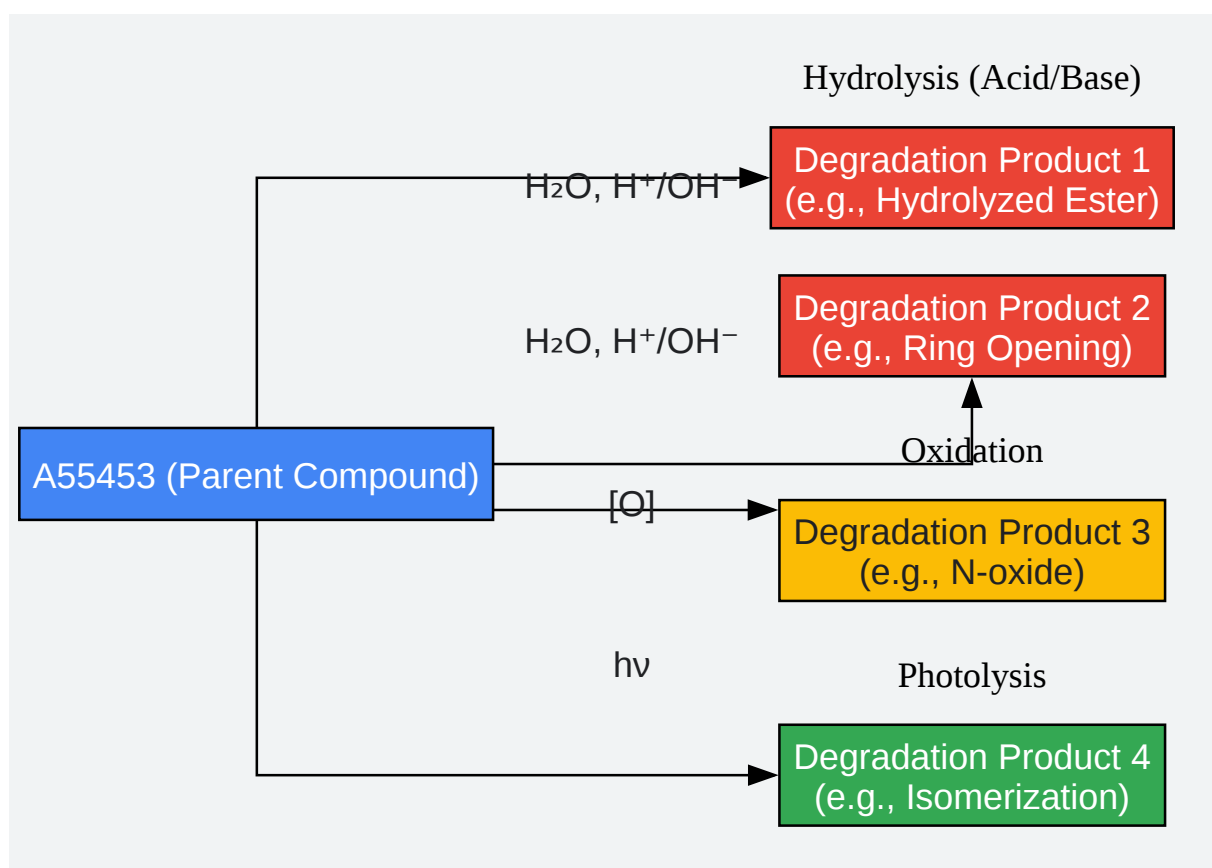 Hydrolysis (Acid/Base)
Degradation Product 1
(e.g., Hydrolyzed Ester)
H₂O, H⁺/OH⁻
Degradation Product 2
(e.g., Ring Opening)
H₂O, H⁺/OH⁻
Oxidation
A55453 (Parent Compound)
[O]
Degradation Product 3
(e.g., N-oxide)
hν
Photolysis
Degradation Product 4
(e.g., Isomerization)